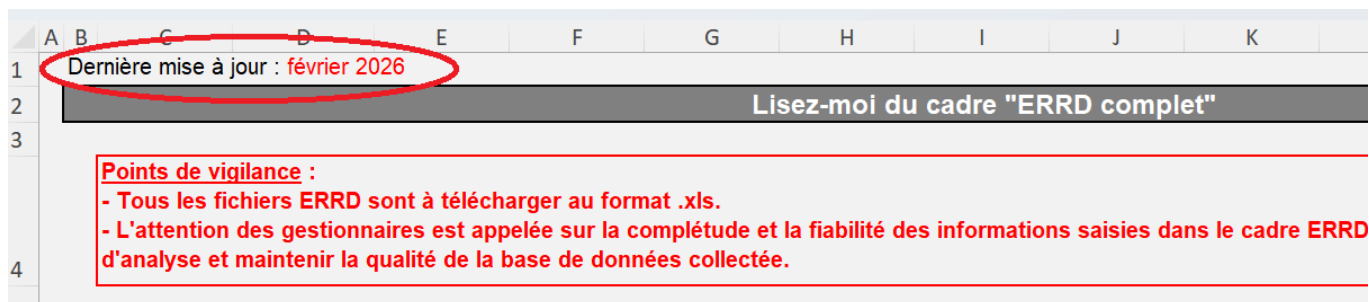 A B C D E F G H I J K
1 Dernière mise à jour : février 2026
2 Lisez-moi du cadre "ERRD complet"
3
Points de vigilance :
- Tous les fichiers ERRD sont à télécharger au format .xls.
- L'attention des gestionnaires est appelée sur la complétude et la fiabilité des informations saisies dans le cadre ERRD
4 d'analyse et maintenir la qualité de la base de données collectée.